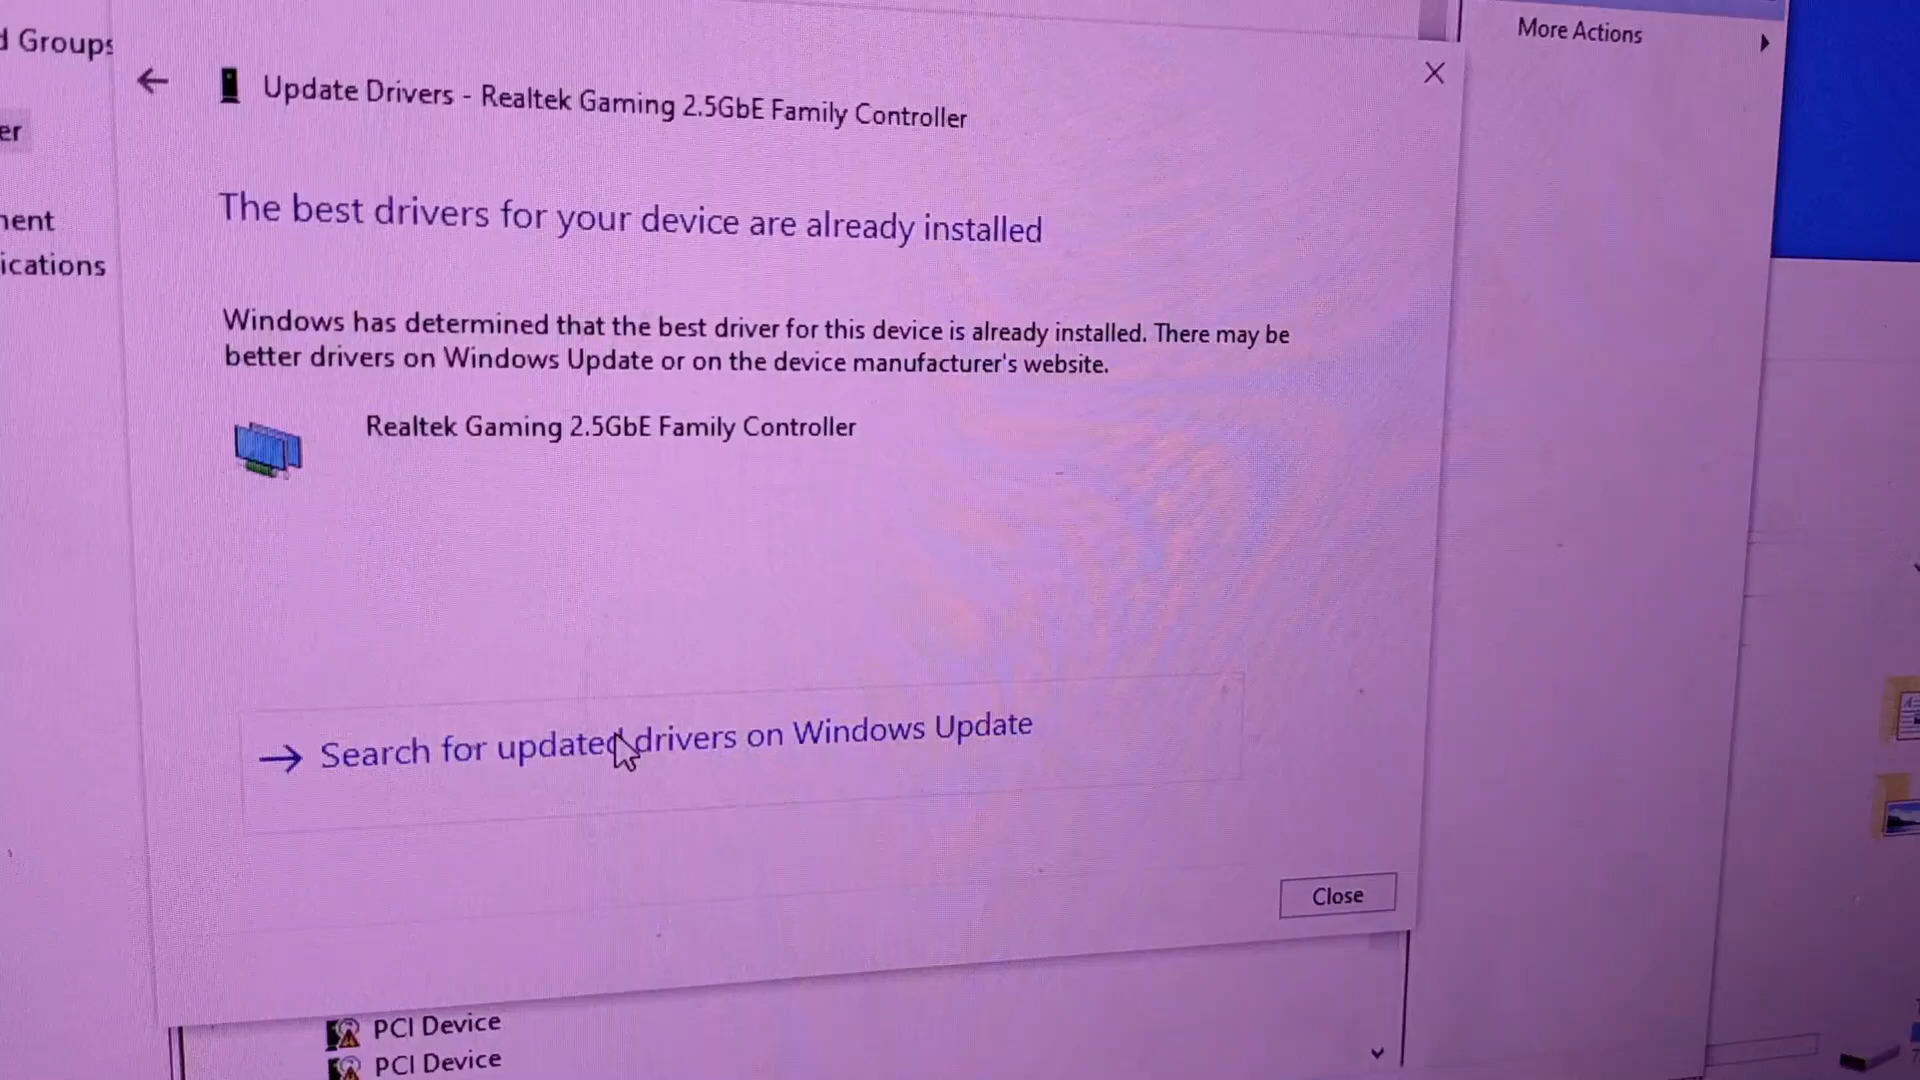 d Groups
More Actions
Update Drivers - Realtek Gaming 2.5GbE Family Controller
er
The best drivers for your device are already installed
nent
ications
Windows has determined that the best driver for this device is already installed. There may be
better drivers on Windows Update or on the device manufacturer's website.
Realtek Gaming 2.5GbE Family Controller
Search for updated drivers on Windows Update
Close
PCI Device
PCI Device